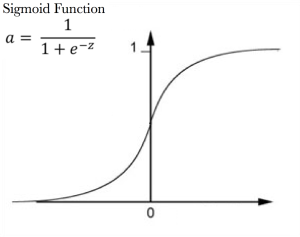 Sigmoid Function
a = 1 / (1 + e^{-z})
1
0